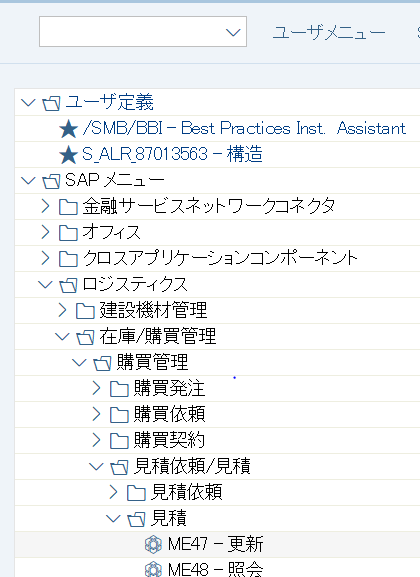 ユーザメニュー
ユーザ定義
/SMB/BBI - Best Practices Inst. Assistant
S_ALR_87013563 - 構造
SAP メニュー
金融サービスネットワークコネクタ
オフィス
クロスアプリケーションコンポーネント
ロジスティクス
建設機材管理
在庫/購買管理
購買管理
購買発注
購買依頼
購買契約
見積依頼/見積
見積依頼
見積
ME47 - 更新
ME48 - 照会